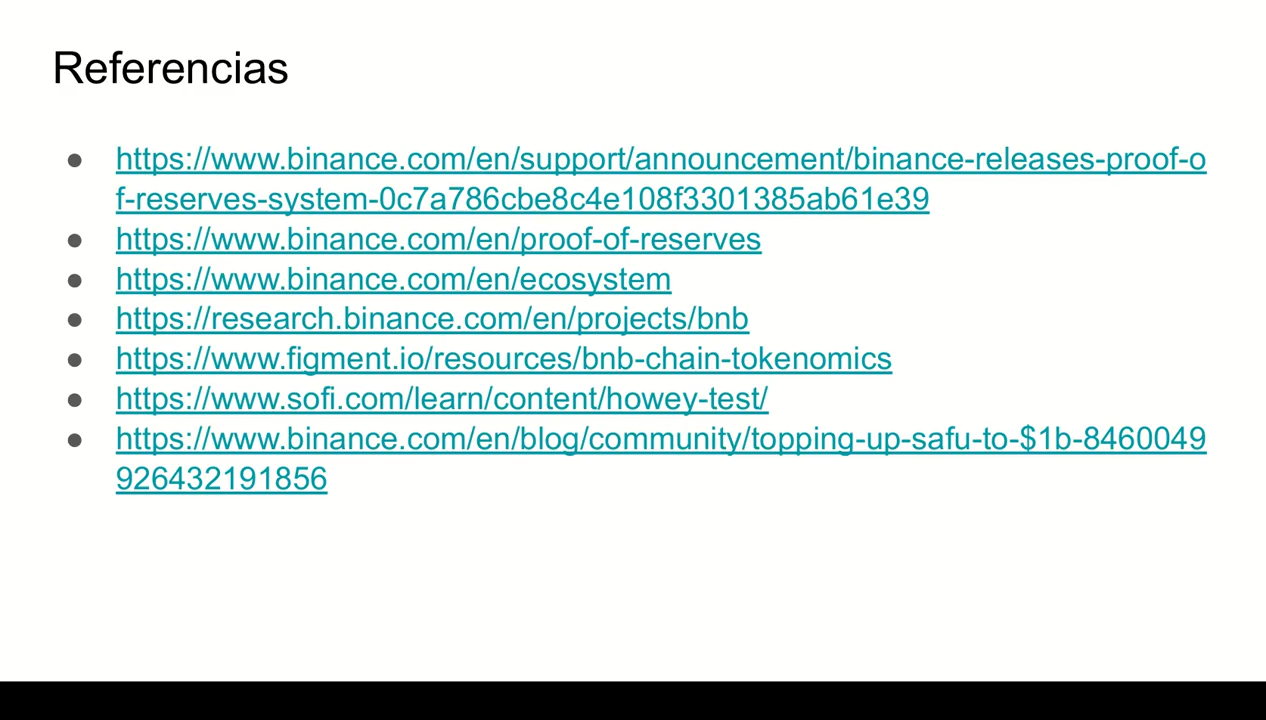 Referencias
● https://www.binance.com/en/support/announcement/binance-releases-proof-o
f-reserves-system-0c7a786cbe8c4e108f3301385ab61e39
● https://www.binance.com/en/proof-of-reserves
● https://www.binance.com/en/ecosystem
● https://research.binance.com/en/projects/bnb
● https://www.figment.io/resources/bnb-chain-tokenomics
● https://www.sofi.com/learn/content/howey-test/
● https://www.binance.com/en/blog/community/topping-up-safu-to-$1b-8460049
926432191856